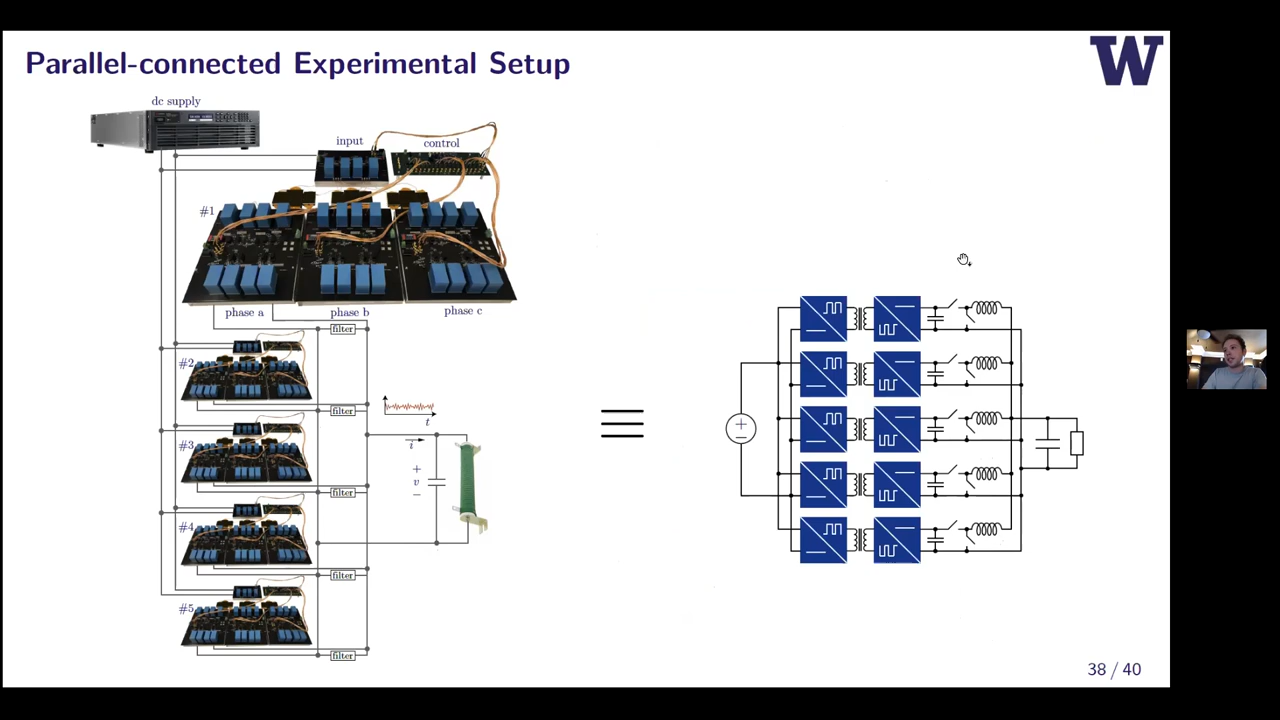 Parallel-connected Experimental Setup
W
dc supply
input
control
#1
phase a
phase b
phase c
filter
#2
filter
#3
filter
#4
filter
#5
filter
t
i
+
v
−
≡
+
−
38 / 40